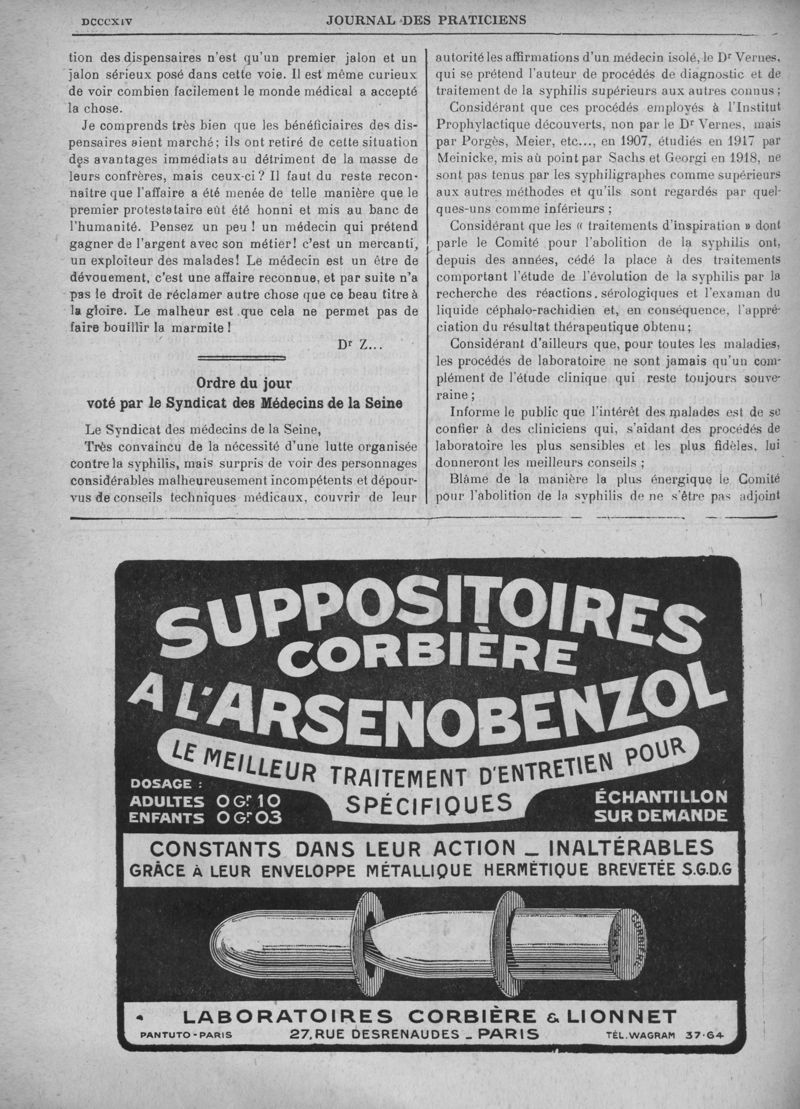 DCCCXIV
JOURNAL DES PRATICIENS
tion des dispensaires n'est qu'un premier jalon et un
jalon sérieux posé dans cette voie. Il est même curieux
de voir combien facilement le monde médical a accepté
la chose.
Je comprends très bien que les bénéficiaires des dis-
pensaires aient marché ; ils ont retiré de cette situation
des avantages immédiats au détriment de la masse de
leurs confrères, mais ceux-ci ? Il faut du reste recon-
naître que l'affaire a été menée de telle manière que le
premier protestataire eût été honni et mis au banc de
l'humanité. Pensez un peu ! un médecin qui prétend
gagner de l'argent avec son métier! c'est un mercanti,
un exploiteur des malades! Le médecin est un être de
dévouement, c'est une affaire reconnue, et par suite n'a
pas le droit de réclamer autre chose que ce beau titre à
la gloire. Le malheur est que cela ne permet pas de
faire bouillir la marmite !
Dr Z...
Ordre du jour
voté par le Syndicat des Médecins de la Seine
Le Syndicat des médecins de la Seine,
Très convaincu de la nécessité d'une lutte organisée
contre la syphilis, mais surpris de voir des personnages
considérables malheureusement incompétents et dépour-
vus de conseils techniques médicaux, couvrir de leur
autorité les affirmations d'un médecin isolé, le Dr Vernes,
qui se prétend l'auteur de procédés de diagnostic et de
traitement de la syphilis supérieurs aux autres connus ;
Considérant que ces procédés employés à l'Institut
Prophylactique découverts, non par le Dr Vernes, mais
par Porgès, Meier, etc..., en 1907, étudiés en 1917 par
Meinicke, mis au point par Sachs et Georgi en 1918, ne
sont pas tenus par les syphiligraphes comme supérieurs
aux autres méthodes et qu'ils sont regardés par quel-
ques-uns comme inférieurs ;
Considérant que les « traitements d'inspiration » dont
parle le Comité pour l'abolition de la syphilis ont,
depuis des années, cédé la place à des traitements
comportant l'étude de l'évolution de la syphilis par la
recherche des réactions sérologiques et l'examan du
liquide céphalo-rachidien et, en conséquence, l'appré-
ciation du résultat thérapeutique obtenu ;
Considérant d'ailleurs que, pour toutes les maladies,
les procédés de laboratoire ne sont jamais qu'un com-
plément de l'étude clinique qui reste toujours souve-
raine ;
Informe le public que l'intérêt des malades est de se
confier à des cliniciens qui, s'aidant des procédés de
laboratoire les plus sensibles et les plus fidèles, lui
donneront les meilleurs conseils ;
Blâme de la manière la plus énergique le Comité
pour l'abolition de la syphilis de ne s'être pas adjoint
SUPPOSITOIRES
CORBIÈRE
A L'ARSENOBENZOL
LE MEILLEUR TRAITEMENT D'ENTRETIEN POUR
SPÉCIFIQUES
DOSAGE :
ADULTES 0 Gr 10
ENFANTS 0 Gr 03
ÉCHANTILLON
SUR DEMANDE
CONSTANTS DANS LEUR ACTION _ INALTÉRABLES
GRÂCE À LEUR ENVELOPPE MÉTALLIQUE HERMÉTIQUE BREVETÉE S.G.D.G
CORBIÈRE
PARIS
LABORATOIRES CORBIÈRE & LIONNET
PANTUTO - PARIS
27, RUE DESRENAUDES _ PARIS
TÉL. WAGRAM 37-64